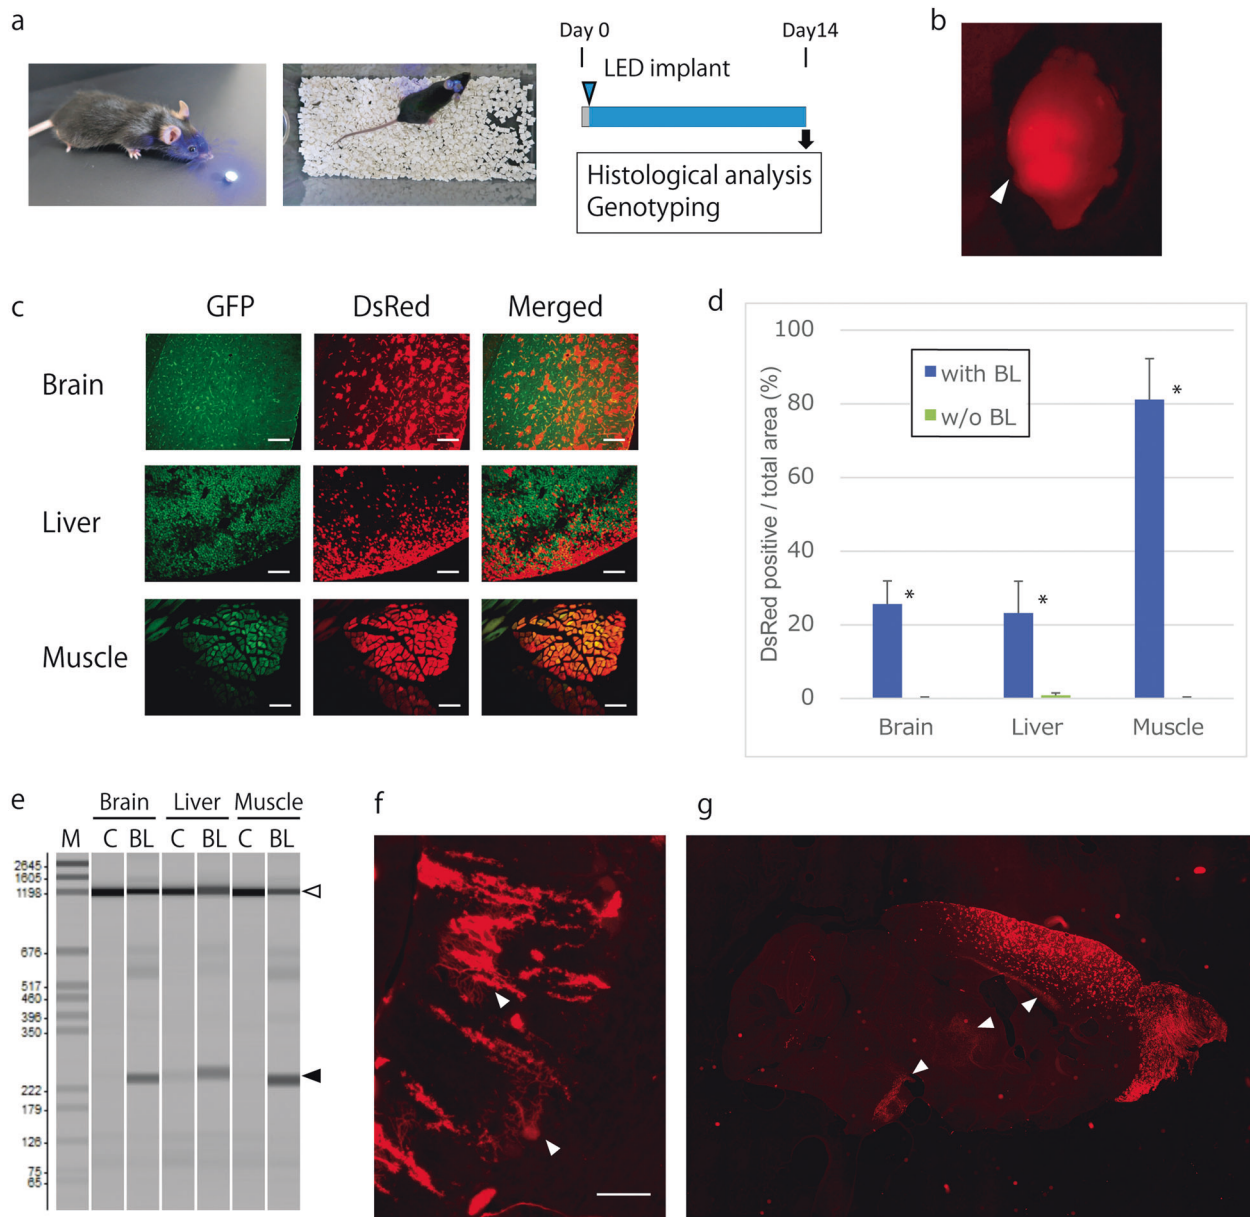 a
Day 0
Day14
LED implant
Histological analysis
Genotyping
b
c
GFP
DsRed
Merged
Brain
Liver
Muscle
d
DsRed positive / total area (%)
100
80
60
40
20
0
with BL
w/o BL
*
*
*
Brain
Liver
Muscle
e
Brain
Liver
Muscle
M
C
BL
C
BL
C
BL
2645
1605
1198
676
517
460
396
350
222
179
126
75
65
f
g